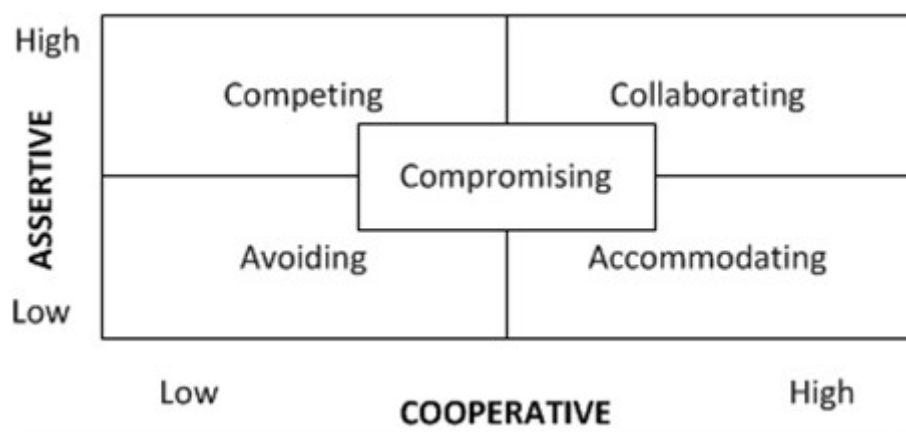 High
Competing
Collaborating
ASSERTIVE
Compromising
Avoiding
Accommodating
Low
Low
High
COOPERATIVE